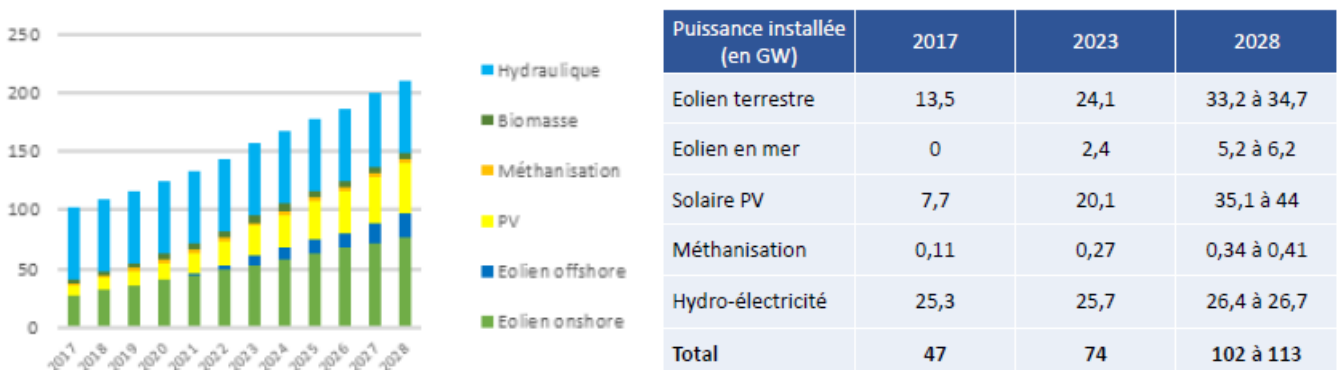 250
200
150
100
50
0
2017 2018 2019 2020 2021 2022 2023 2024 2025 2026 2027 2028
Hydraulique
Biomasse
Méthanisation
PV
Eolien offshore
Eolien onshore
Puissance installée
(en GW) 2017 2023 2028
Eolien terrestre 13,5 24,1 33,2 à 34,7
Eolien en mer 0 2,4 5,2 à 6,2
Solaire PV 7,7 20,1 35,1 à 44
Méthanisation 0,11 0,27 0,34 à 0,41
Hydro-électricité 25,3 25,7 26,4 à 26,7
Total 47 74 102 à 113